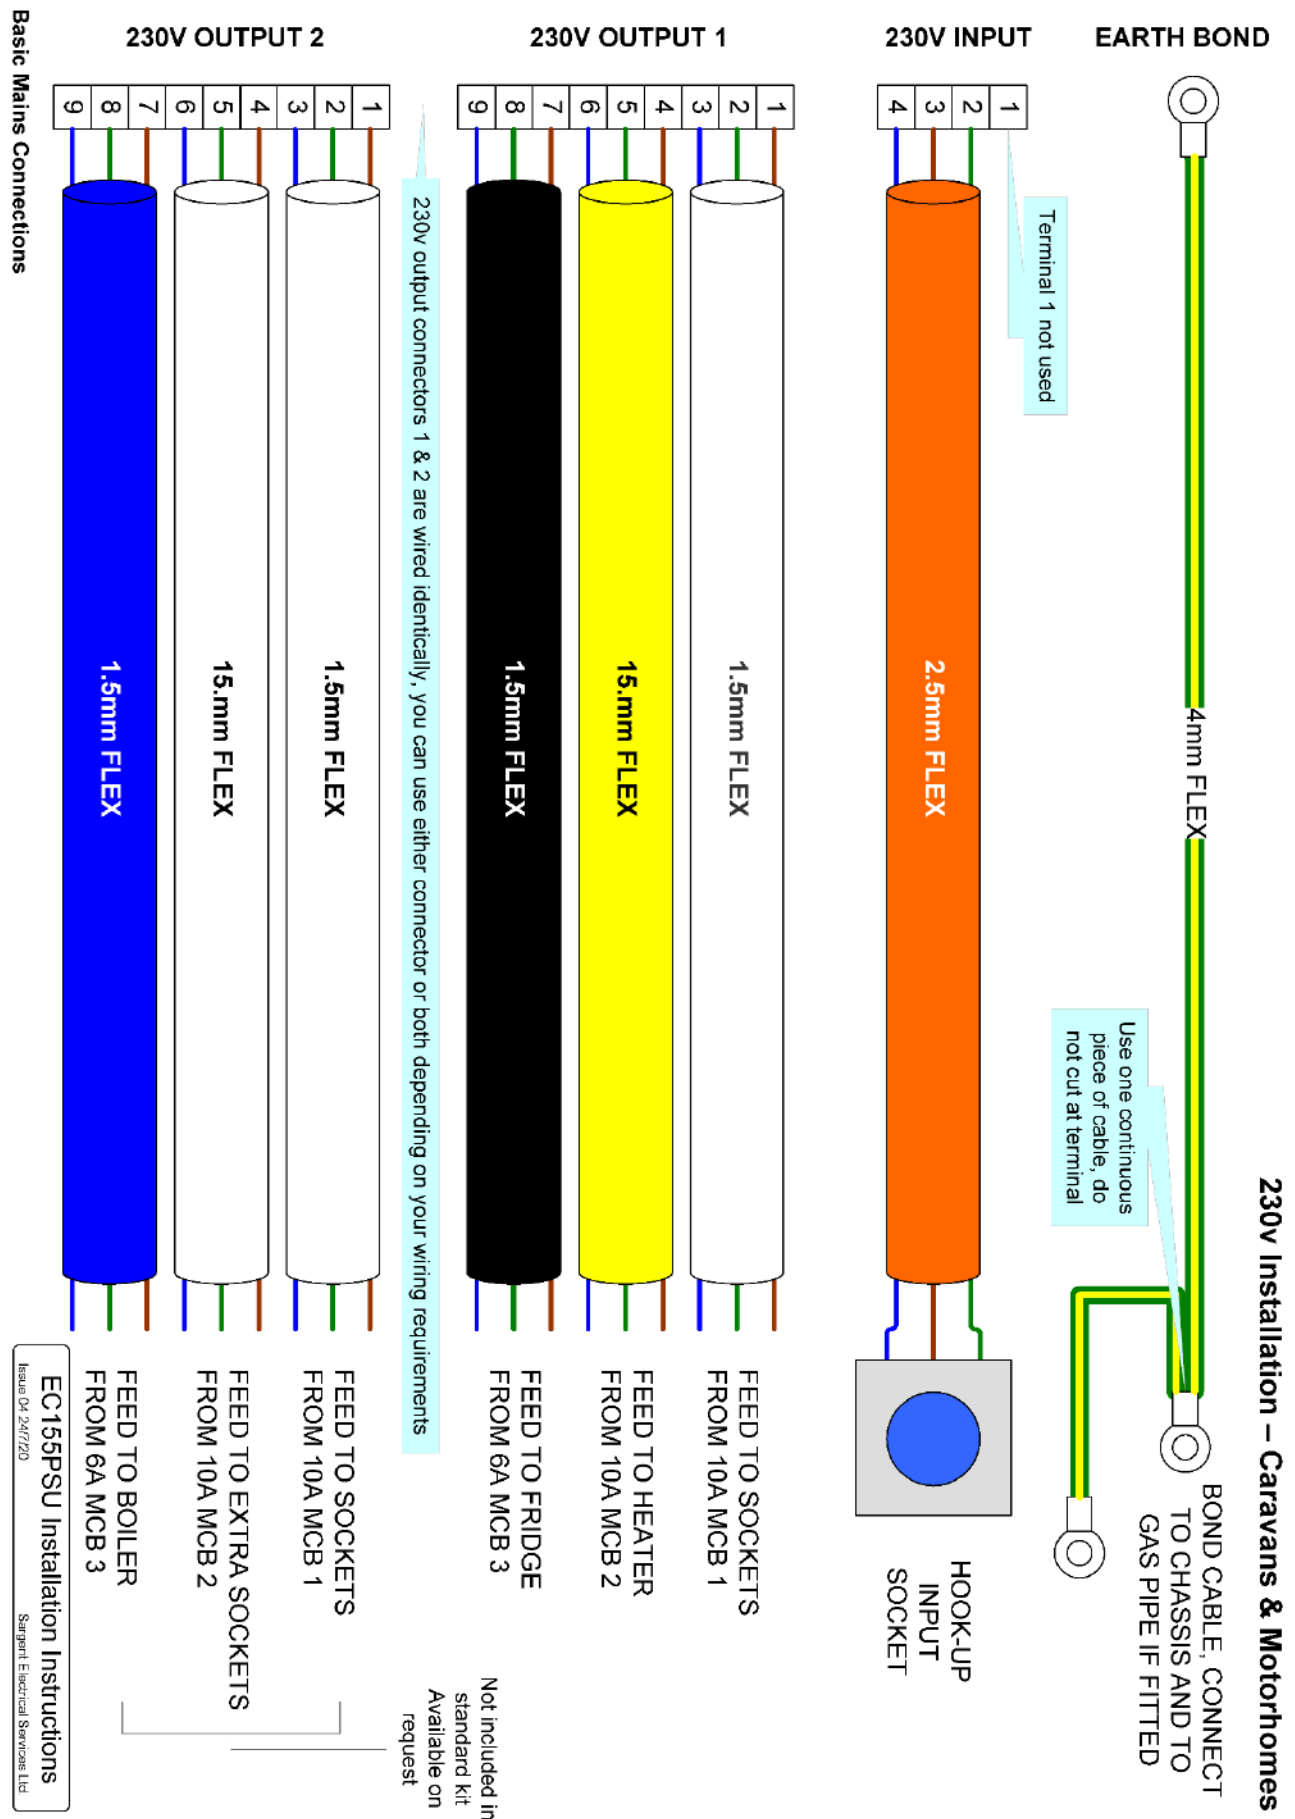 230v Installation – Caravans & Motorhomes
EARTH BOND
4mm FLEX
Use one continuous
piece of cable, do
not cut at terminal
BOND CABLE, CONNECT
TO CHASSIS AND TO
GAS PIPE IF FITTED
230V INPUT
1
2
3
4
Terminal 1 not used
2.5mm FLEX
HOOK-UP
INPUT
SOCKET
230V OUTPUT 1
1
2
3
4
5
6
7
8
9
1.5mm FLEX
FEED TO SOCKETS
FROM 10A MCB 1
15.mm FLEX
FEED TO HEATER
FROM 10A MCB 2
1.5mm FLEX
FEED TO FRIDGE
FROM 6A MCB 3
230v output connectors 1 & 2 are wired identically, you can use either connector or both depending on your wiring requirements
230V OUTPUT 2
1
2
3
4
5
6
7
8
9
1.5mm FLEX
FEED TO SOCKETS
FROM 10A MCB 1
15.mm FLEX
FEED TO EXTRA SOCKETS
FROM 10A MCB 2
1.5mm FLEX
FEED TO BOILER
FROM 6A MCB 3
Not included in
standard kit
Available on
request
Basic Mains Connections
EC155PSU Installation Instructions
Issue 04 24/7/20
Sargent Electrical Services Ltd